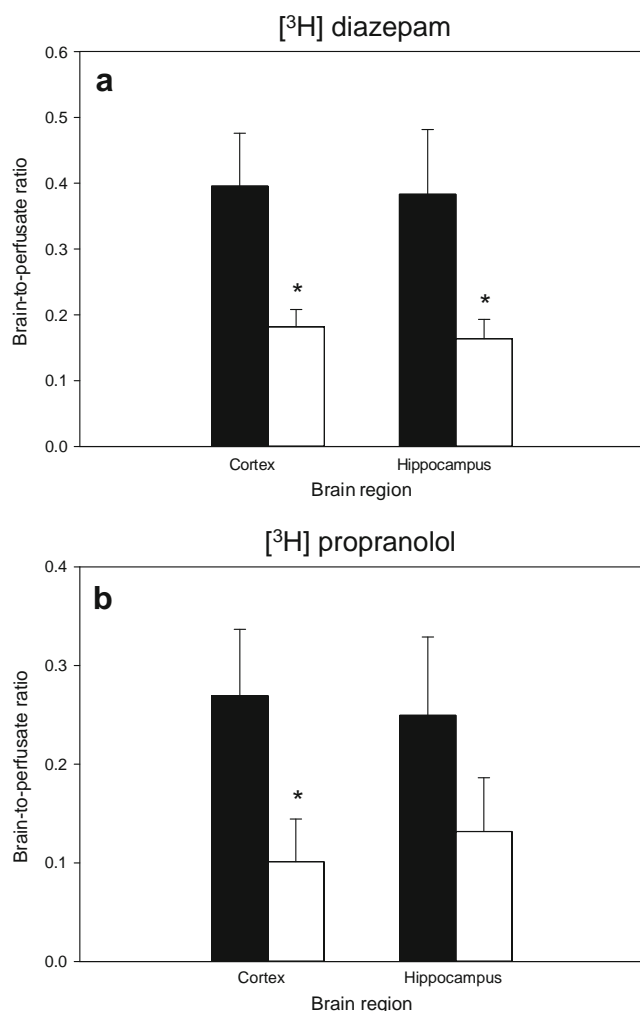 [³H] diazepam
a
Brain-to-perfusate ratio
0.6
0.5
0.4
0.3
0.2
0.1
0.0
*
*
Cortex Hippocampus
Brain region
[³H] propranolol
b
Brain-to-perfusate ratio
0.4
0.3
0.2
0.1
0.0
*
Cortex Hippocampus
Brain region